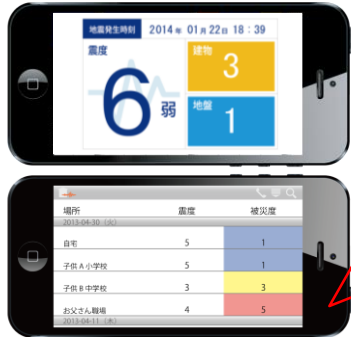 地震発生時刻 2014年 01月22日 18:39
震度 建物
6弱 3
地盤
1
場所 震度 被災度
2013-04-30 (火)
自宅 5 1
子供A小学校 5 1
子供B中学校 3 3
お父さん職場 4 5
2013-04-11 (木)